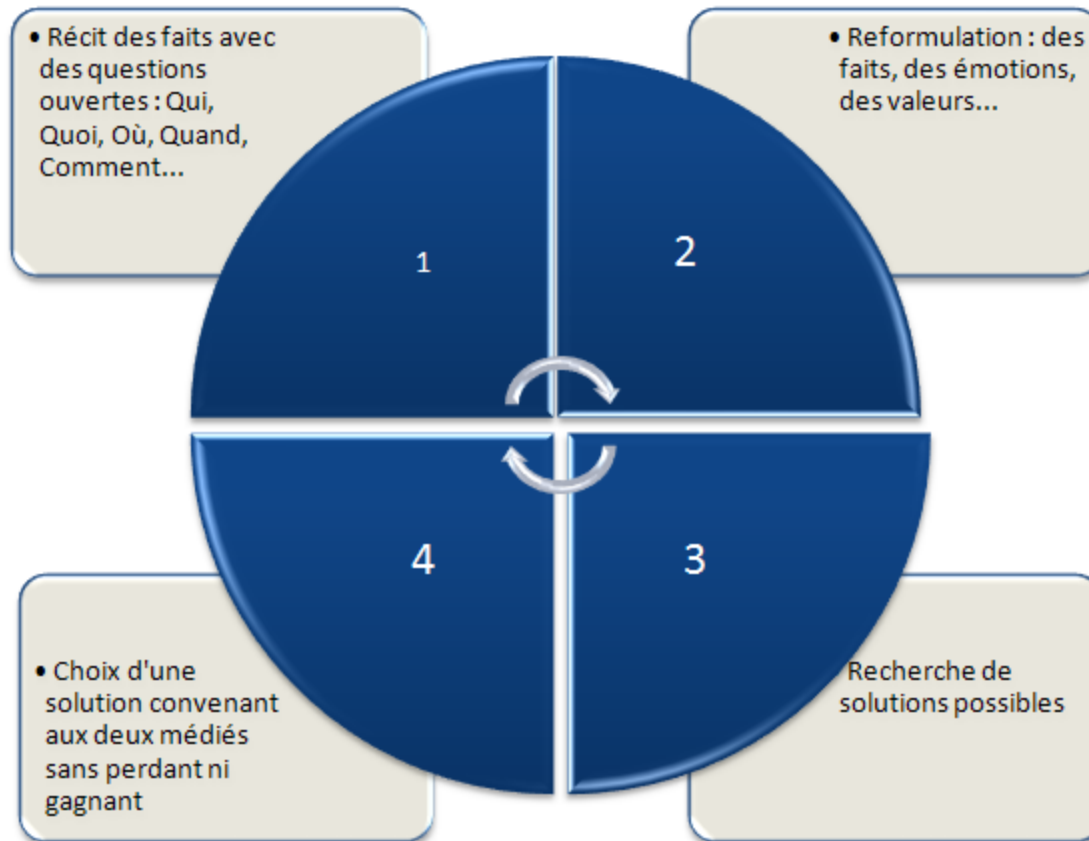 • Récit des faits avec
des questions
ouvertes : Qui,
Quoi, Où, Quand,
Comment...
• Reformulation : des
faits, des émotions,
des valeurs...
1
2
4
3
• Choix d'une
solution convenant
aux deux médiés
sans perdant ni
gagnant
Recherche de
solutions possibles